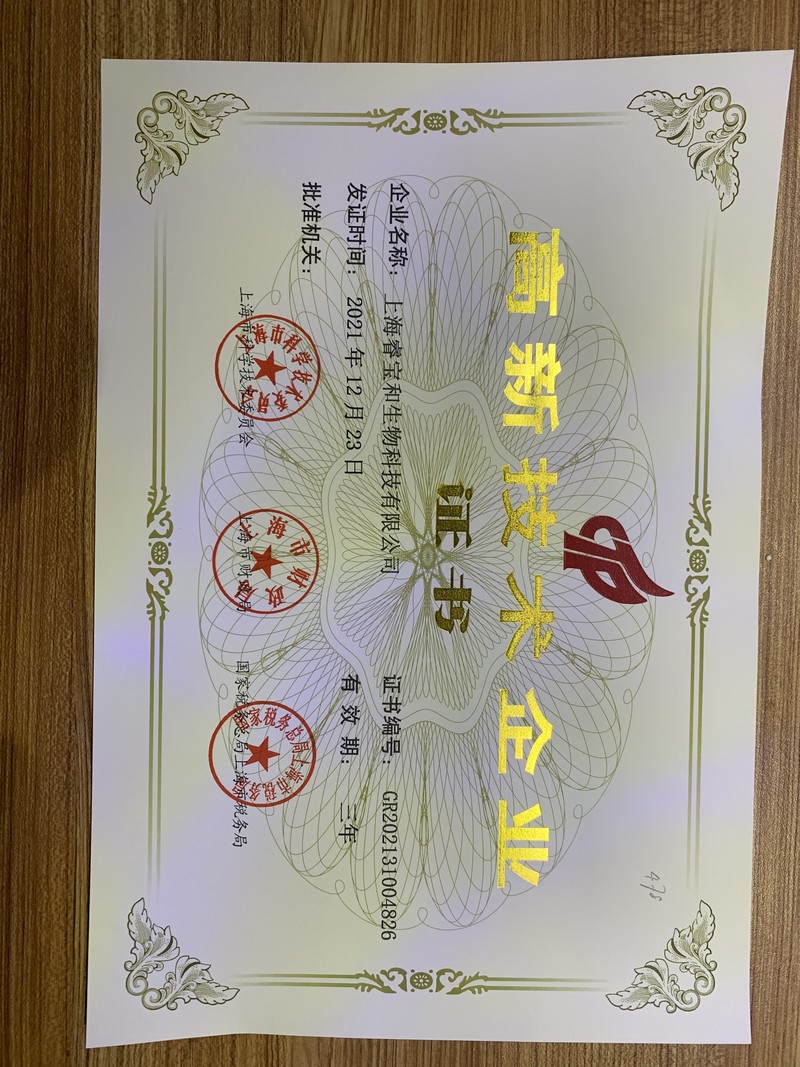 高新技术企业
证书
企业名称：上海睿宝和生物科技有限公司 证书编号：GR202131004826
发证时间：2021年12月23日 有效期：三年
批准机关：
上海市科学技术委员会 上海市财政局 国家税务总局上海市税务局
478